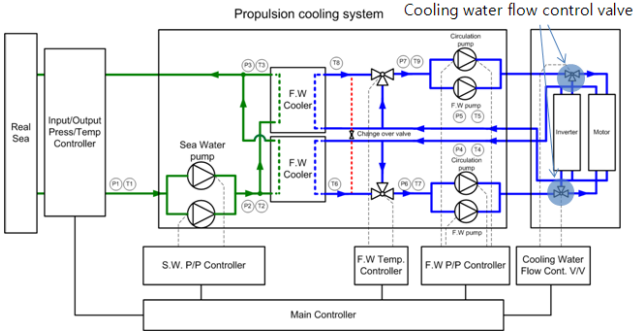 Cooling water flow control valve
Propulsion cooling system
Circulation
pump
P3
T3
T8
P7
T9
F.W
Cooler
F.W pump
P5
T5
Real
Sea
Input/Output
Press/Temp
Controller
Change over valve
Inverter
Motor
Sea Water
pump
F.W
Cooler
P4
T4
Circulation
pump
P1
T1
T6
P6
T7
P2
T2
F.W pump
S.W. P/P Controller
F.W Temp.
Controller
F.W P/P Controller
Cooling Water
Flow Cont. V/V
Main Controller